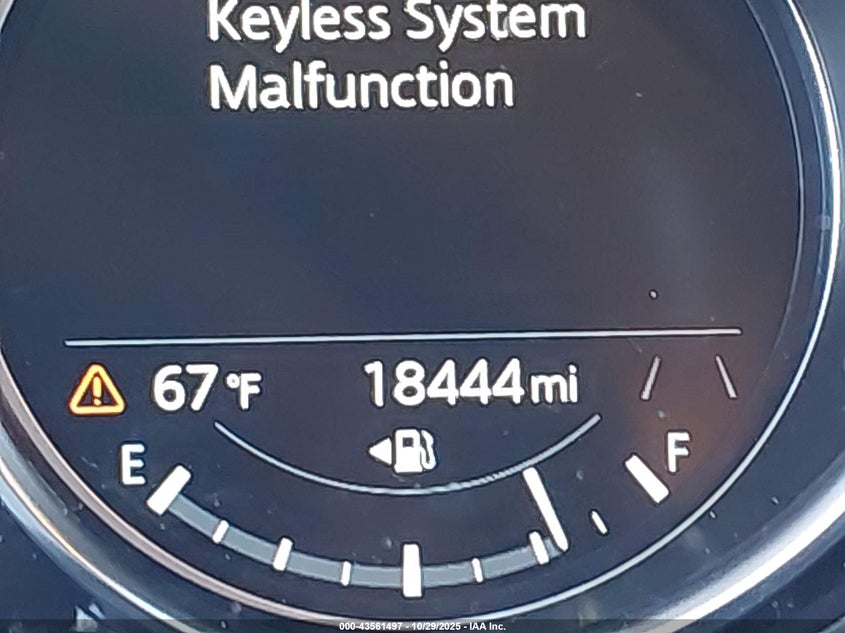 Keyless System
Malfunction
67 °F 18444 mi
E F
000-43561497 - 10/29/2025 - IAA Inc.